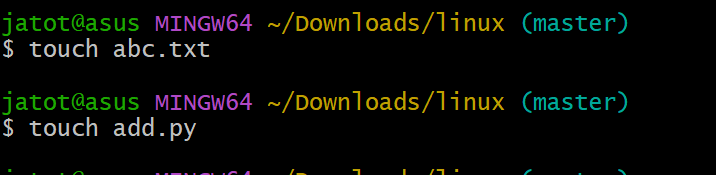 jatot@asus MINGW64 ~/Downloads/linux (master)
$ touch abc.txt
jatot@asus MINGW64 ~/Downloads/linux (master)
$ touch add.py